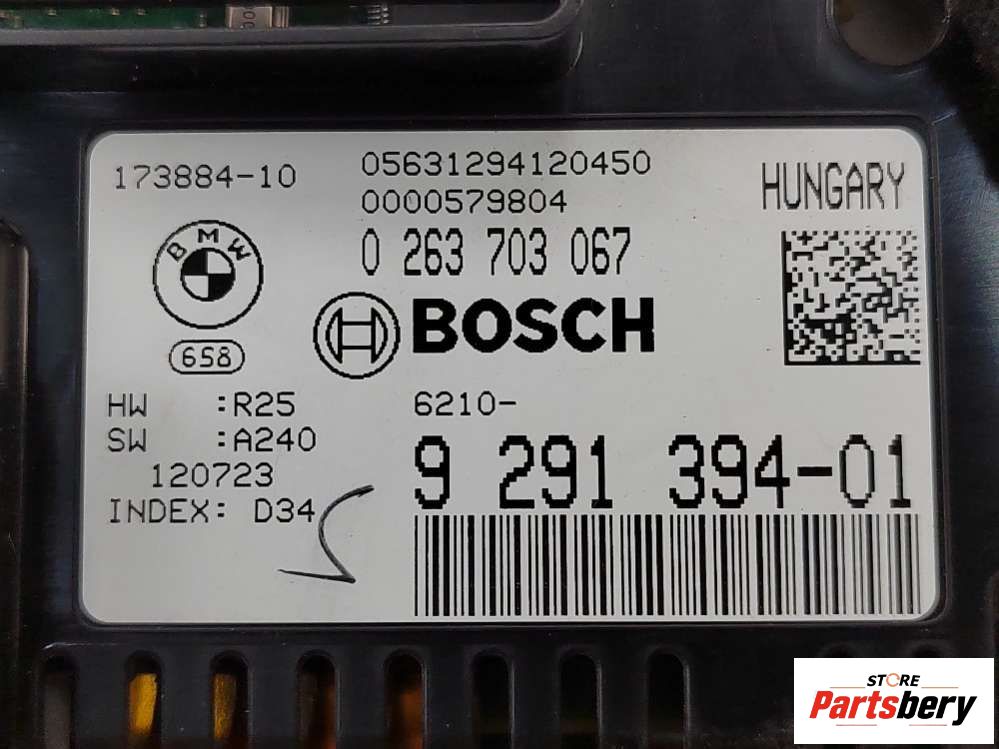 173884-10
05631294120450
0000579804
HUNGARY
0 263 703 067
BMW
658
BOSCH
HW :R25
SW :A240
120723
INDEX: D34
6210-
9 291 394-01
STORE
Partsbery